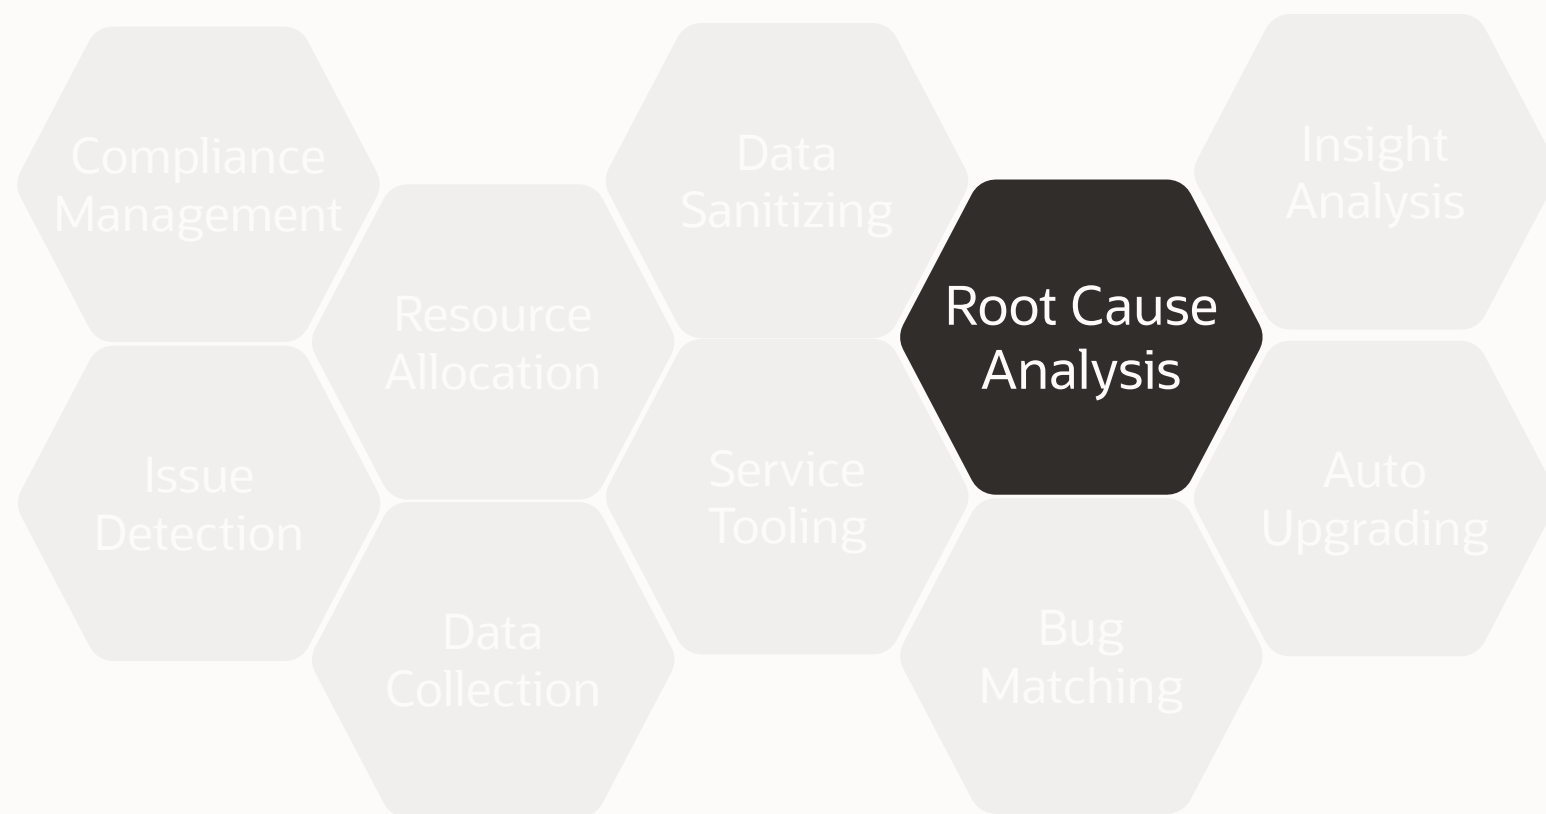 Compliance
Management
Resource
Allocation
Data
Sanitizing
Root Cause
Analysis
Insight
Analysis
Issue
Detection
Data
Collection
Service
Tooling
Bug
Matching
Auto
Upgrading